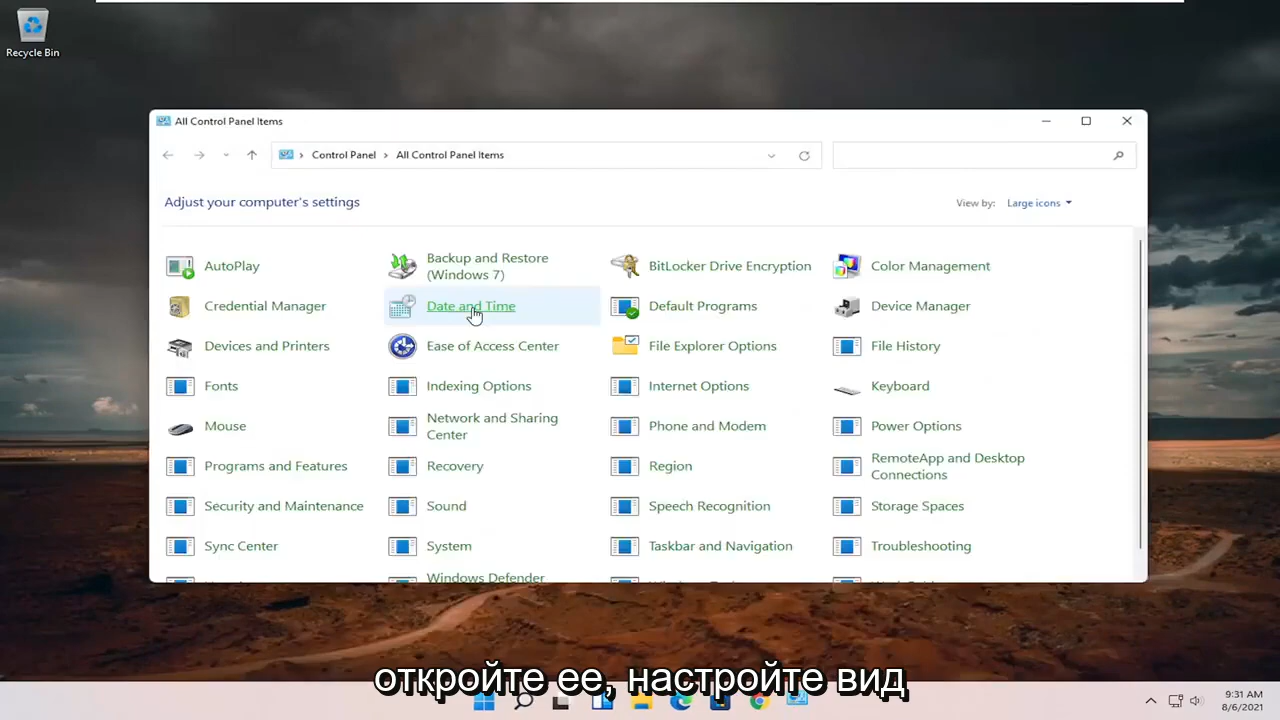 Recycle Bin
All Control Panel Items
Control Panel > All Control Panel Items
Adjust your computer's settings
View by: Large icons
AutoPlay
Backup and Restore
(Windows 7)
BitLocker Drive Encryption
Color Management
Credential Manager
Date and Time
Default Programs
Device Manager
Devices and Printers
Ease of Access Center
File Explorer Options
File History
Fonts
Indexing Options
Internet Options
Keyboard
Mouse
Network and Sharing
Center
Phone and Modem
Power Options
Programs and Features
Recovery
Region
RemoteApp and Desktop
Connections
Security and Maintenance
Sound
Speech Recognition
Storage Spaces
Sync Center
System
Taskbar and Navigation
Troubleshooting
Windows Defender
откройте ее, настройте вид
9:31 AM
8/6/2021